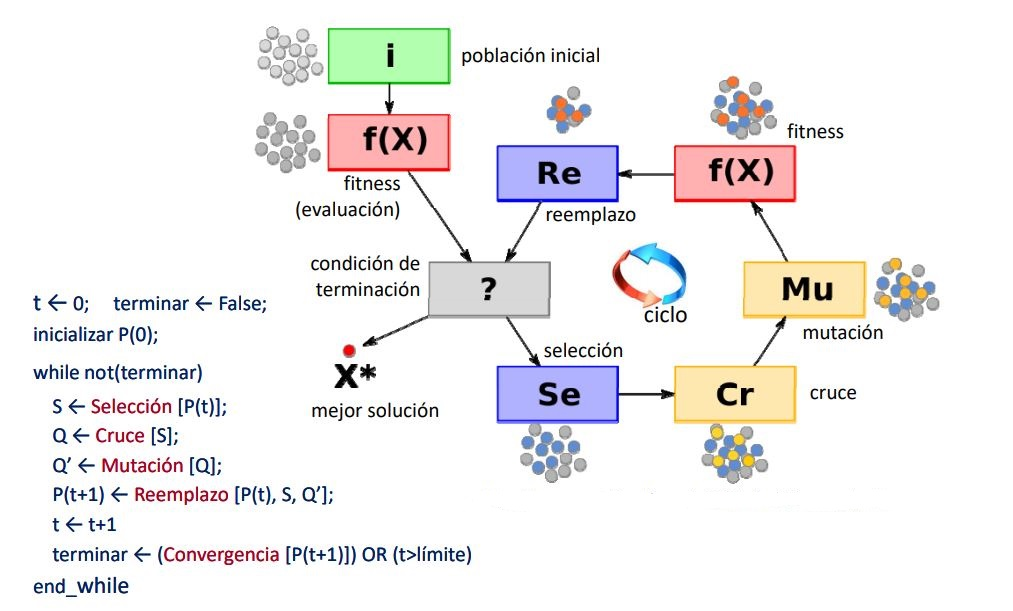 i
población inicial
f(X)
fitness
(evaluación)
Re
reemplazo
f(X)
fitness
condición de
terminación
?
ciclo
Mu
mutación
X*
mejor solución
selección
Se
Cr
cruce
t ← 0; terminar ← False;
inicializar P(0);
while not(terminar)
S ← Selección [P(t)];
Q ← Cruce [S];
Q’ ← Mutación [Q];
P(t+1) ← Reemplazo [P(t), S, Q’];
t ← t+1
terminar ← (Convergencia [P(t+1)]) OR (t>límite)
end_while